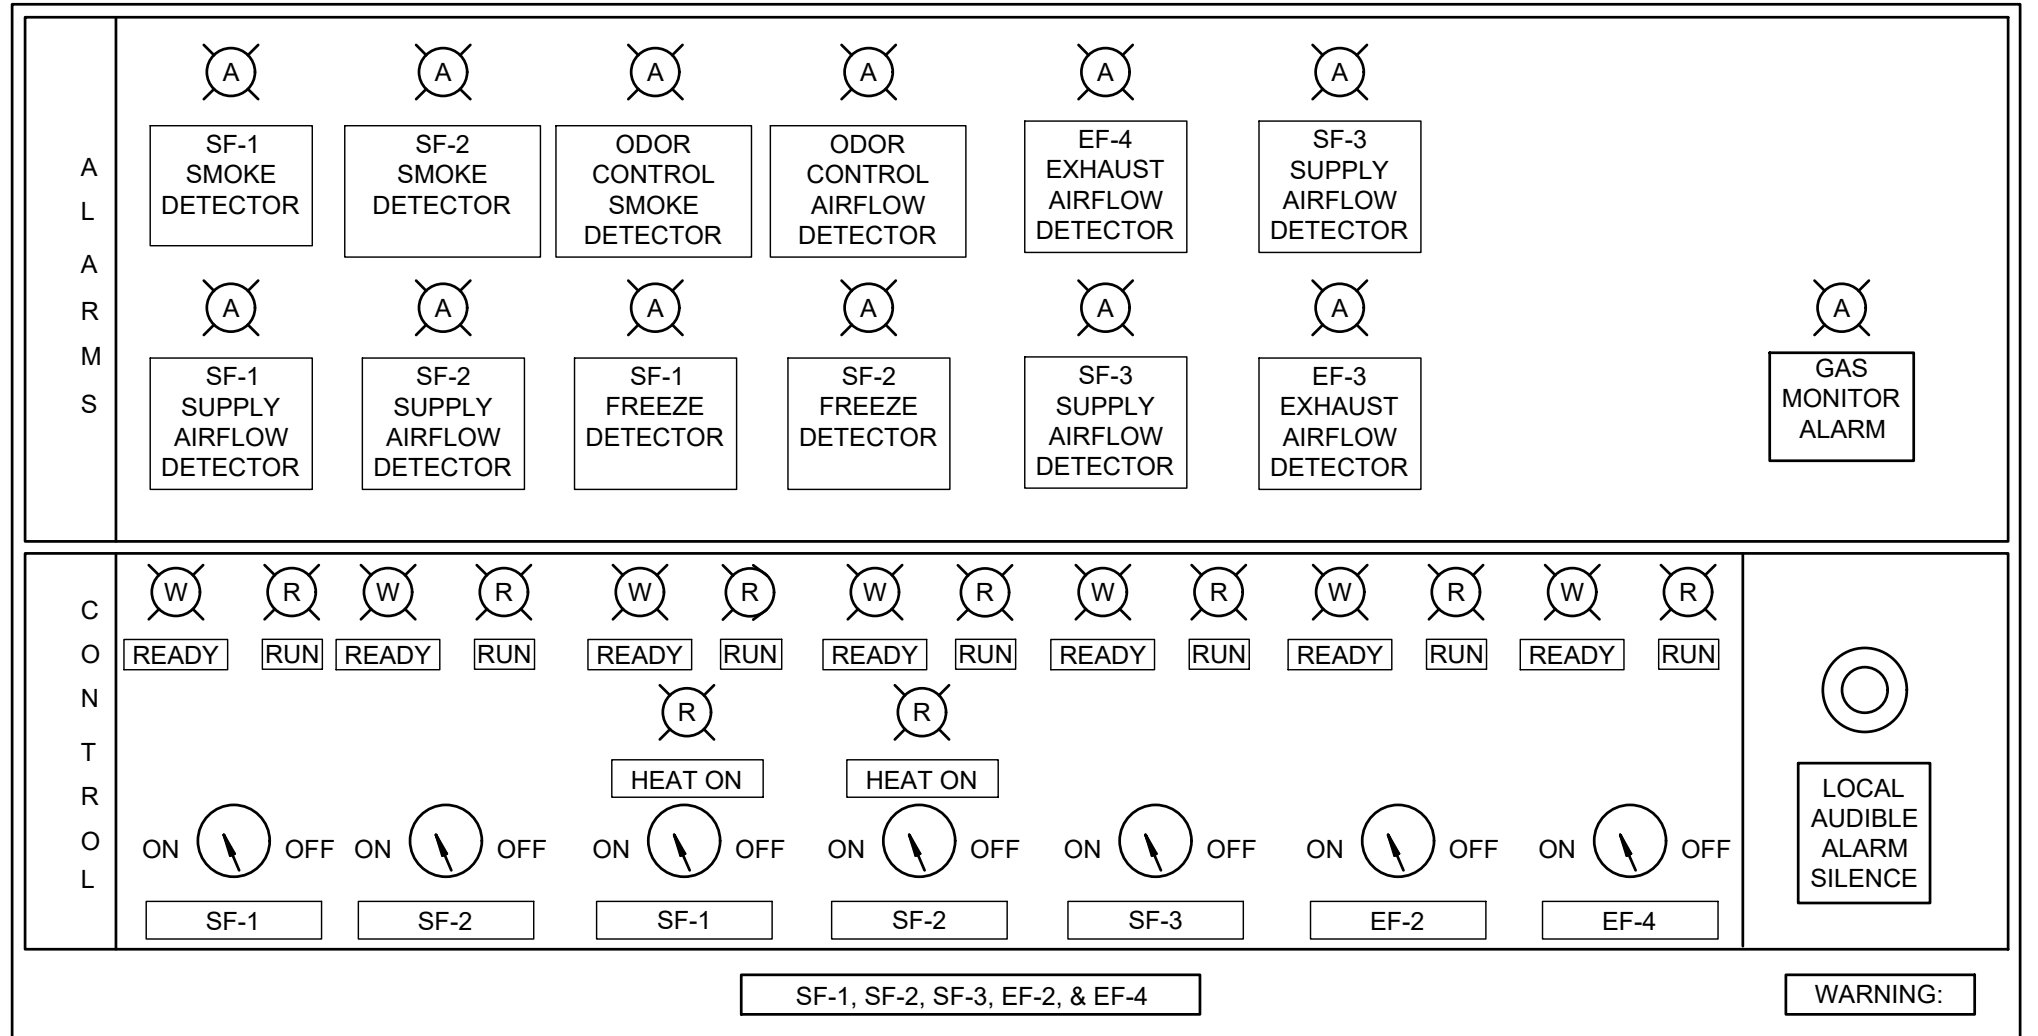 ALARMS
A
A
A
A
A
A
SF-1
SMOKE
DETECTOR
SF-2
SMOKE
DETECTOR
ODOR
CONTROL
SMOKE
DETECTOR
ODOR
CONTROL
AIRFLOW
DETECTOR
EF-4
EXHAUST
AIRFLOW
DETECTOR
SF-3
SUPPLY
AIRFLOW
DETECTOR
A
A
A
A
A
A
A
SF-1
SUPPLY
AIRFLOW
DETECTOR
SF-2
SUPPLY
AIRFLOW
DETECTOR
SF-1
FREEZE
DETECTOR
SF-2
FREEZE
DETECTOR
SF-3
SUPPLY
AIRFLOW
DETECTOR
EF-3
EXHAUST
AIRFLOW
DETECTOR
GAS
MONITOR
ALARM
CONTROL
W R W R W R W R W R W R W R
READY RUN READY RUN READY RUN READY RUN READY RUN READY RUN READY RUN
R R
HEAT ON HEAT ON
ON OFF ON OFF ON OFF ON OFF ON OFF ON OFF ON OFF
SF-1 SF-2 SF-1 SF-2 SF-3 EF-2 EF-4
LOCAL
AUDIBLE
ALARM
SILENCE
SF-1, SF-2, SF-3, EF-2, & EF-4
WARNING: